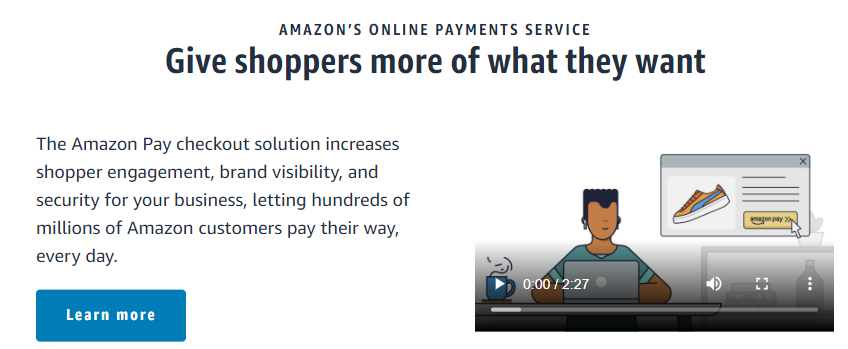 AMAZON'S ONLINE PAYMENTS SERVICE
Give shoppers more of what they want
The Amazon Pay checkout solution increases
shopper engagement, brand visibility, and
security for your business, letting hundreds of
millions of Amazon customers pay their way,
every day.
Learn more
amazon pay
0:00 / 2:27